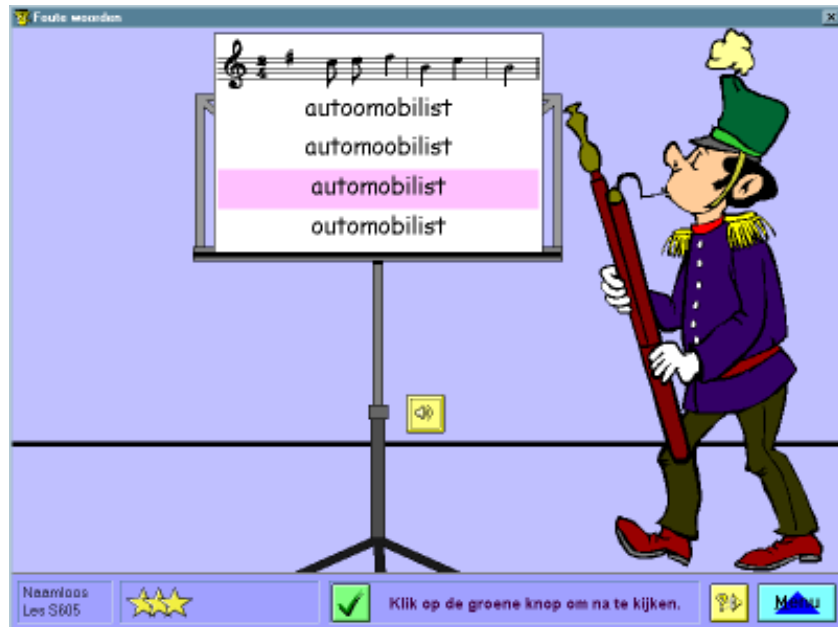 Foute woorden
autoomobilist
automoobilist
automobilist
outomobilist
Naamloos
Les S605
Klik op de groene knop om na te kijken.
Menu